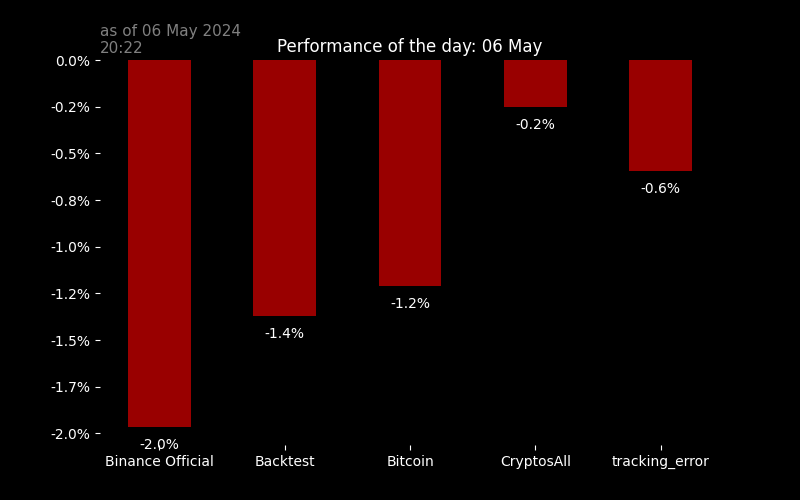 as of 06 May 2024
20:22
Performance of the day: 06 May
0.0%
-0.2%
-0.5%
-0.8%
-1.0%
-1.2%
-1.5%
-1.7%
-2.0%
-2.0%
-1.4%
-1.2%
-0.2%
-0.6%
Binance Official
Backtest
Bitcoin
CryptosAll
tracking_error